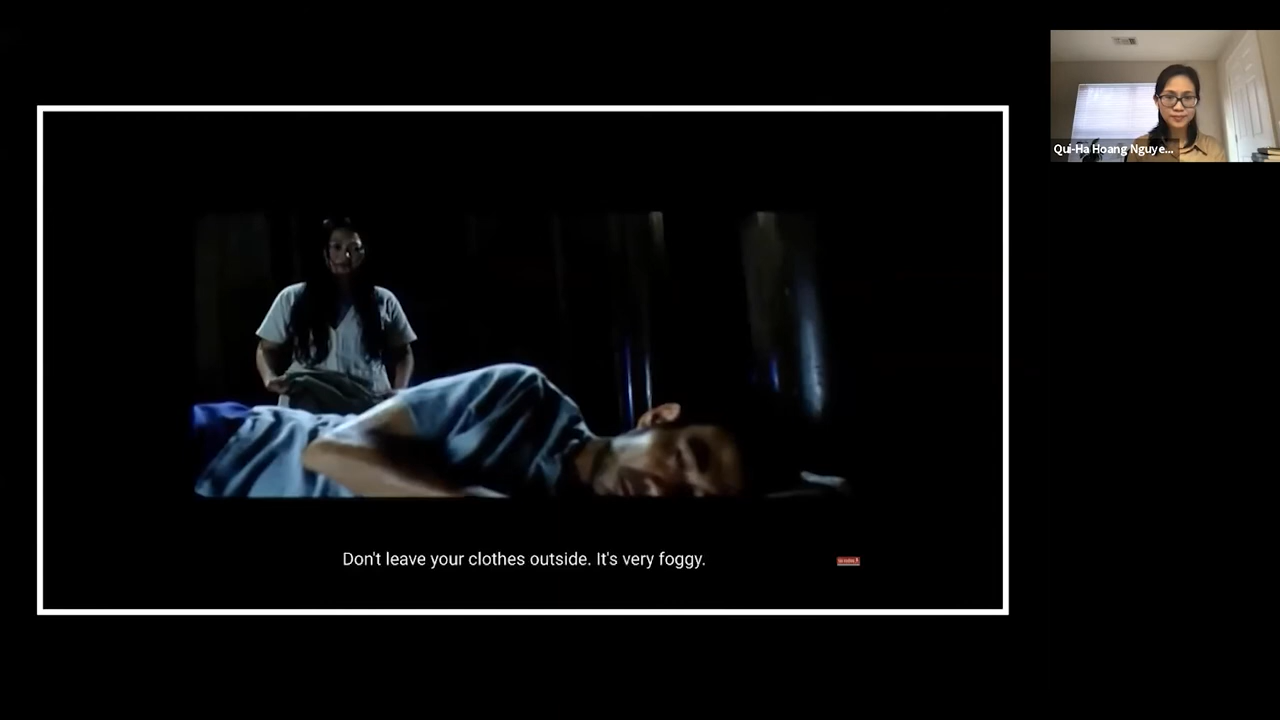 Qui-Ha Hoang Nguye...
Don't leave your clothes outside. It's very foggy.